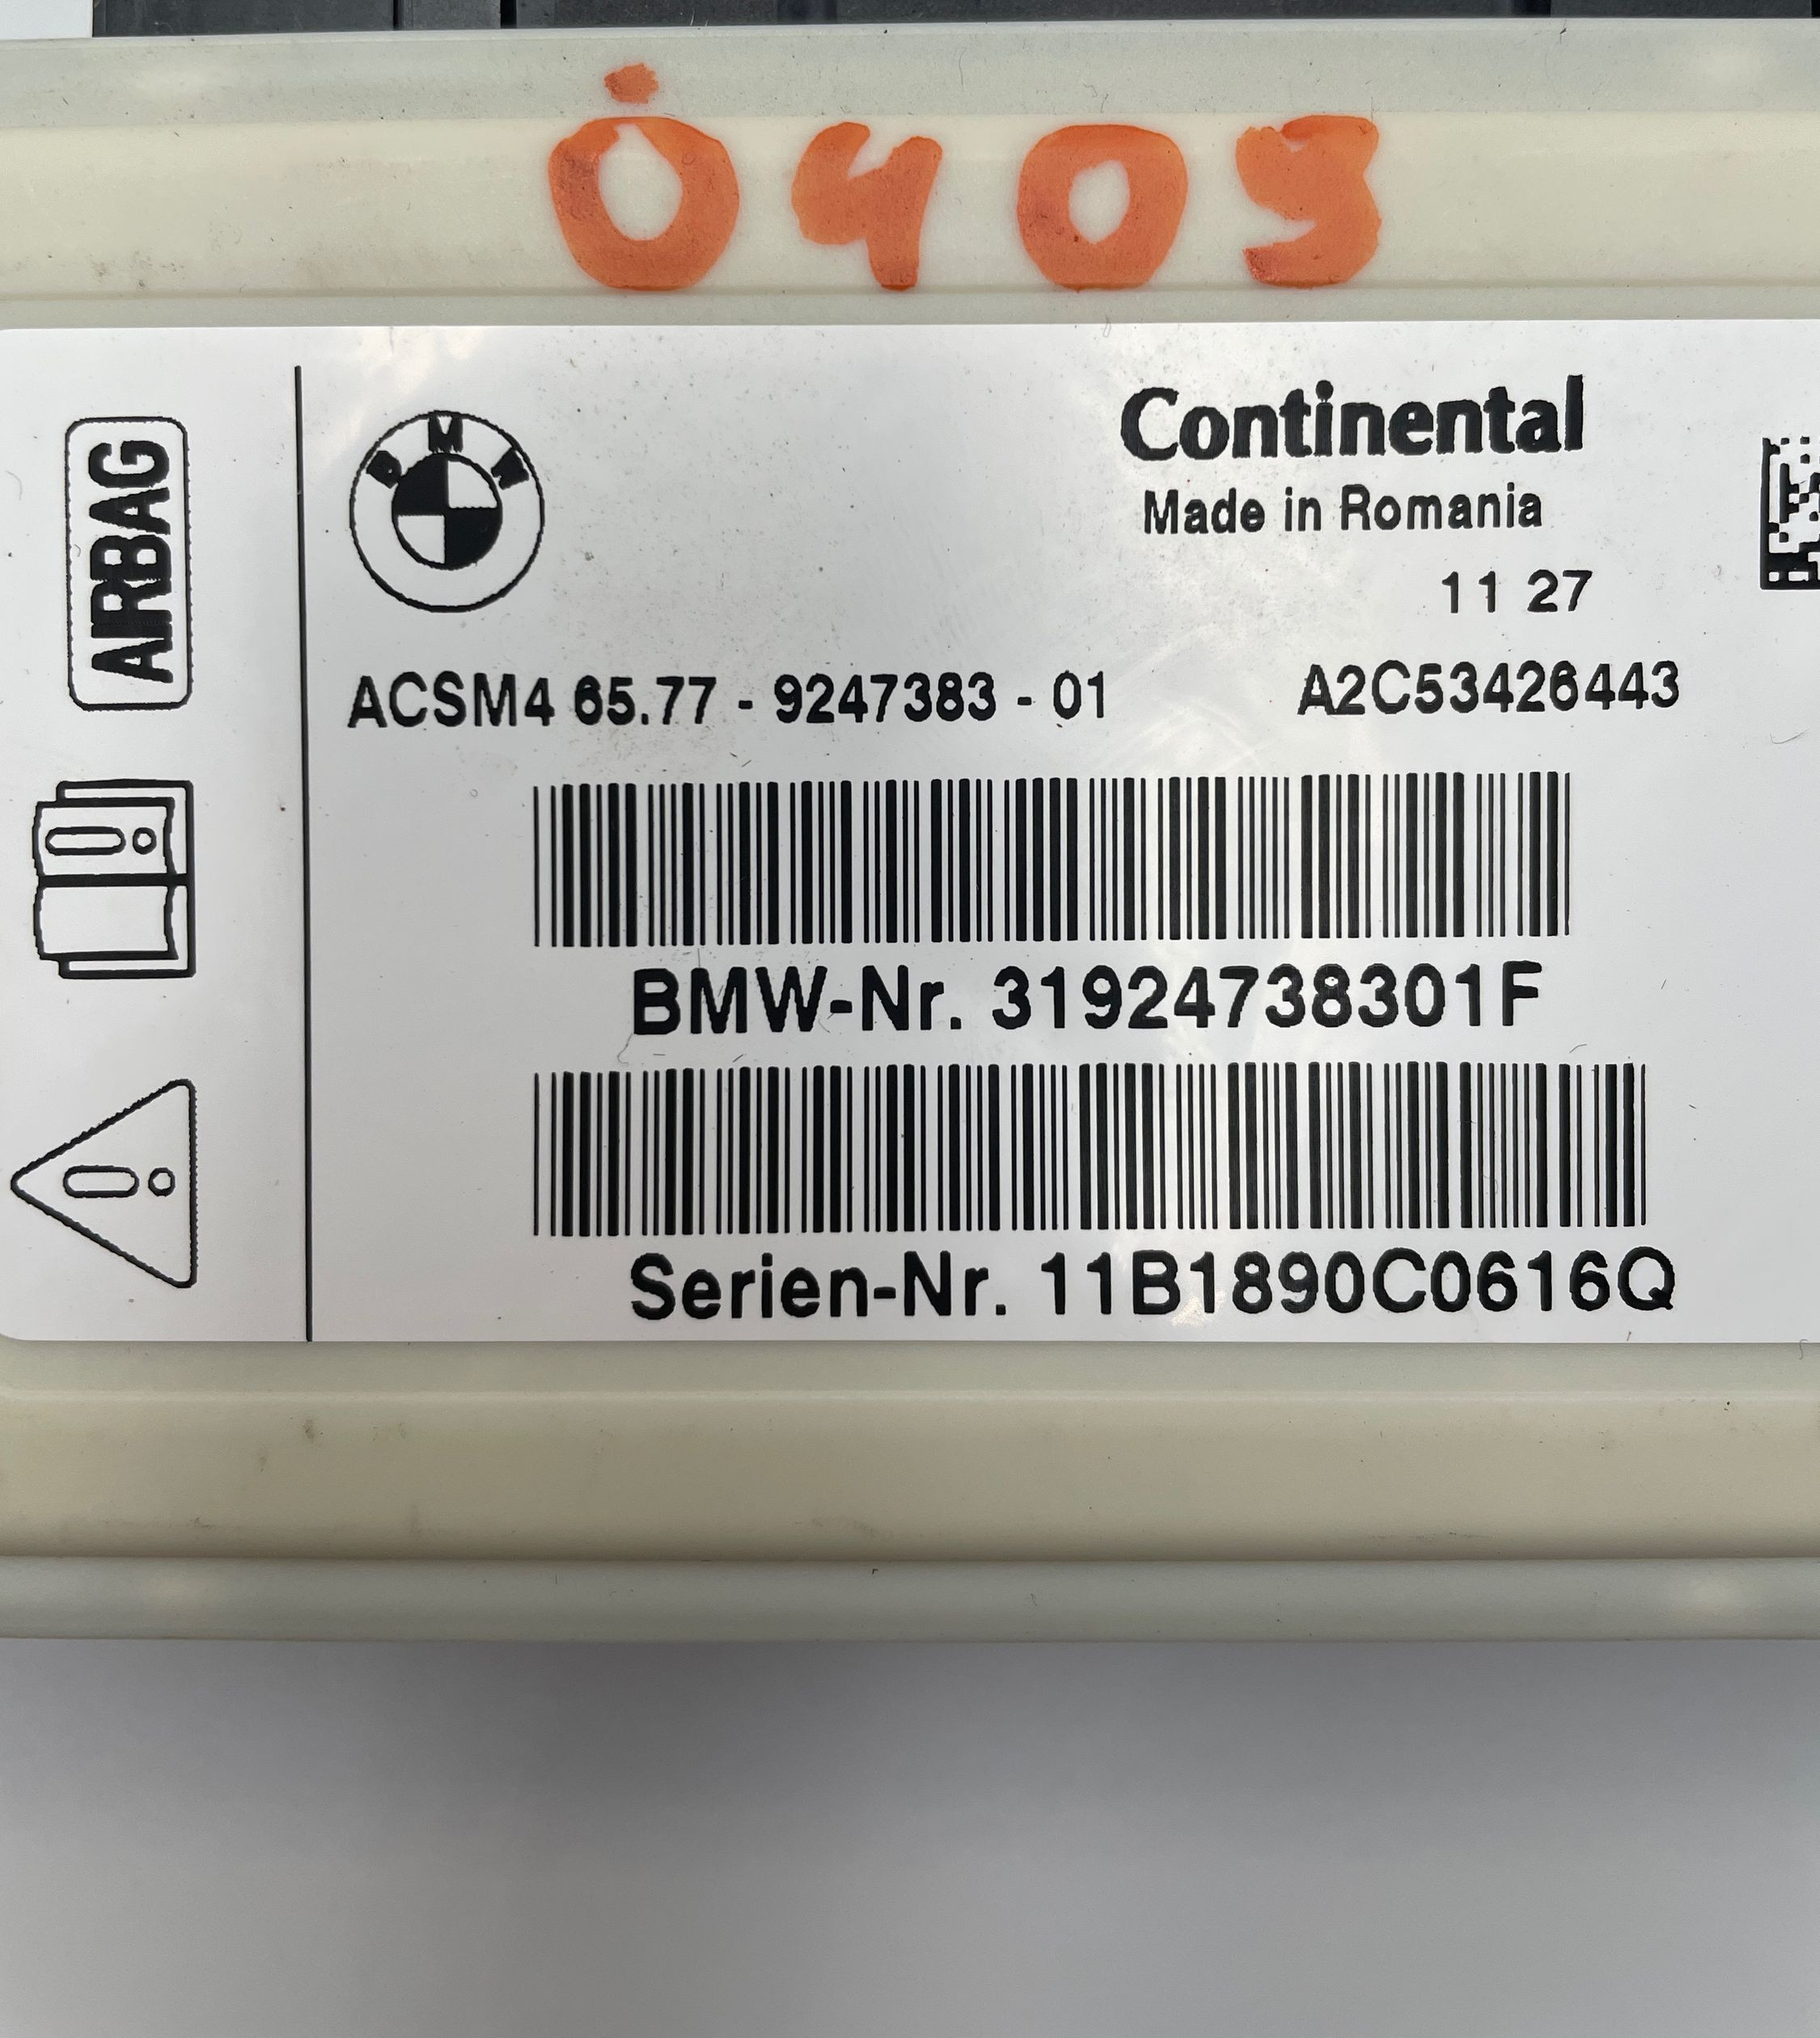 0409
AIRBAG
BMW
Continental
Made in Romania
11 27
ACSM4 65.77 - 9247383 - 01 A2C53426443
BMW-Nr. 31924738301F
Serien-Nr. 11B1890C0616Q